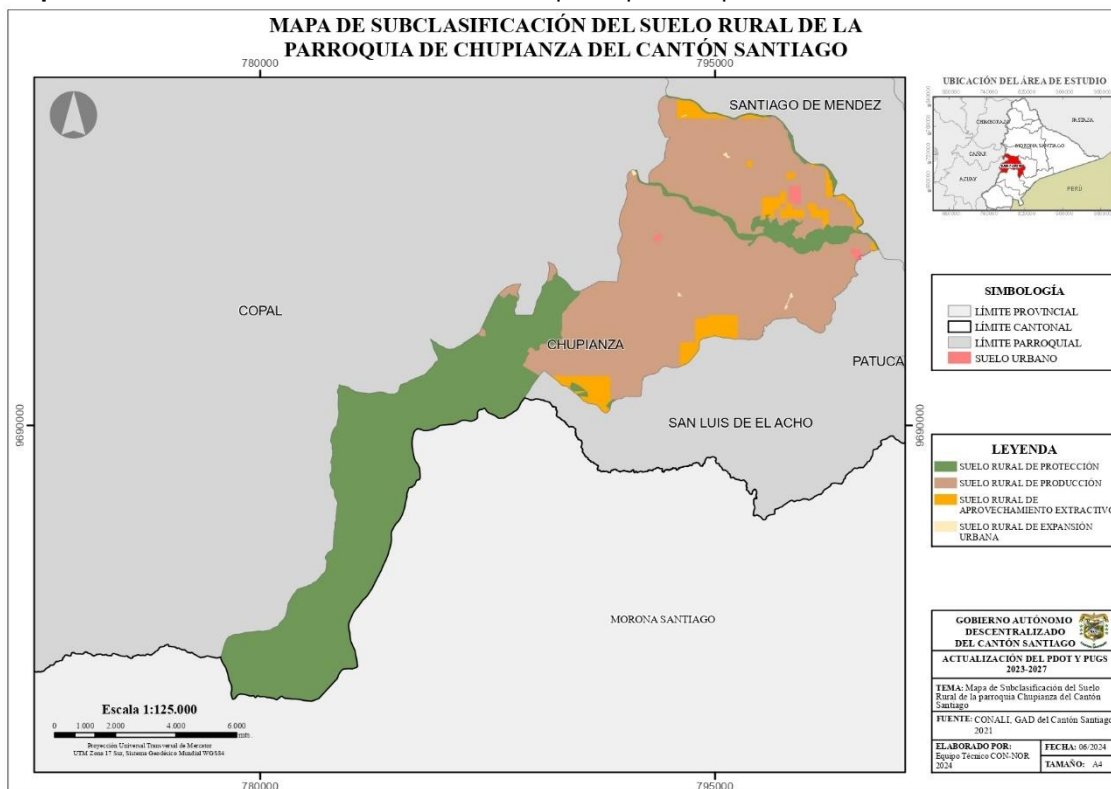 MAPA DE SUBCLASIFICACIÓN DEL SUELO RURAL DE LA
PARROQUIA DE CHUPIANZA DEL CANTÓN SANTIAGO
780000
795000
SANTIAGO DE MENDEZ
COPAL
CHUPIANZA
PATUCA
SAN LUIS DE EL ACHO
MORONA SANTIAGO
9690000
9690000
Escala 1:125.000
0 1.000 2.000 4.000 6.000
mts
Proyección Universal Transversal de Mercator
UTM Zona 17 Sur, Sistema Geodésico Mundial WGS84
780000
795000
UBICACIÓN DEL ÁREA DE ESTUDIO
CHIMBORAZO
PASTAZA
CAÑAR
MORONA SANTIAGO
AZUAY
PERÚ
SIMBOLOGÍA
LÍMITE PROVINCIAL
LÍMITE CANTONAL
LÍMITE PARROQUIAL
SUELO URBANO
LEYENDA
SUELO RURAL DE PROTECCIÓN
SUELO RURAL DE PRODUCCIÓN
SUELO RURAL DE
APROVECHAMIENTO EXTRACTIVO
SUELO RURAL DE EXPANSIÓN
URBANA
GOBIERNO AUTÓNOMO
DESCENTRALIZADO
DEL CANTÓN SANTIAGO
ACTUALIZACIÓN DEL PDOT Y PUGS
2023-2027
TEMA: Mapa de Subclasificación del Suelo
Rural de la parroquia Chupianza del Cantón
Santiago
FUENTE: CONALI, GAD del Cantón Santiago
2021
ELABORADO POR:
Equipo Técnico CON-NOR
2024
FECHA: 06/2024
TAMAÑO: A4